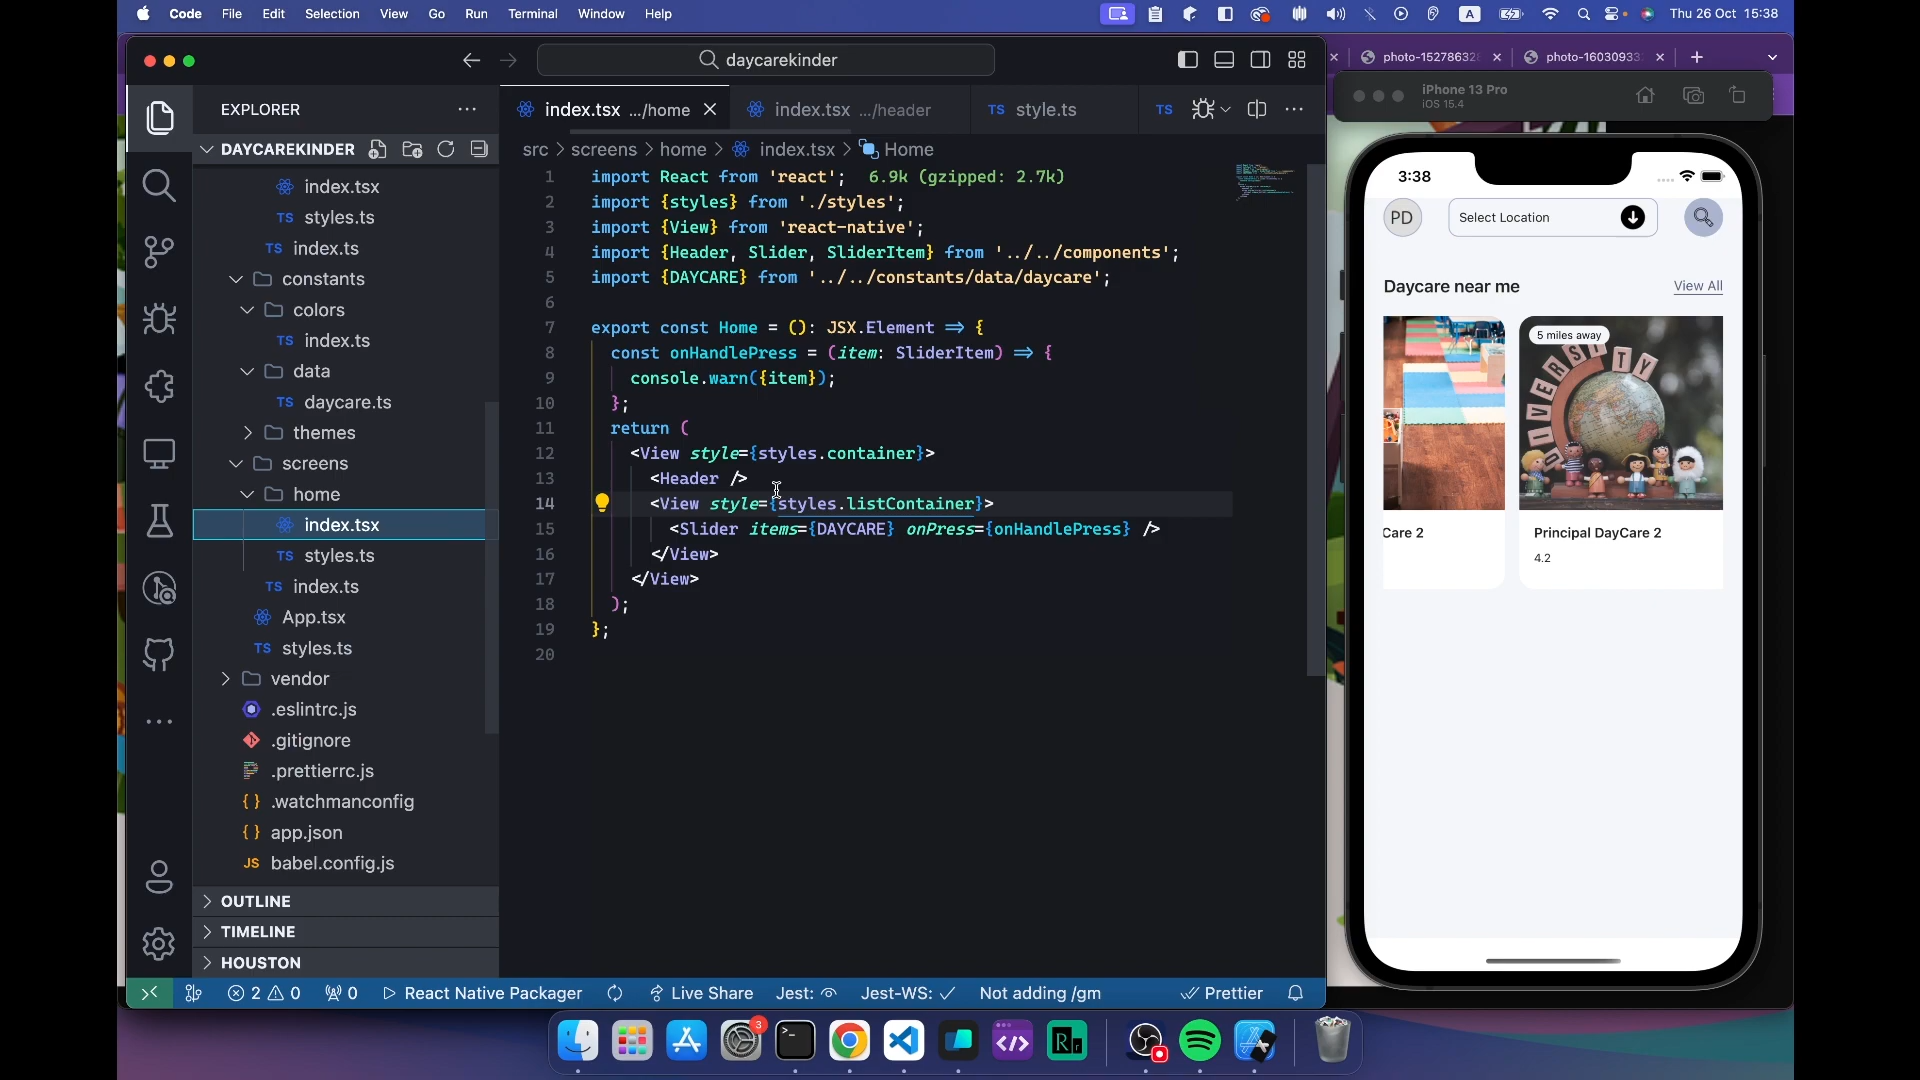 Code File Edit Selection View Go Run Terminal Window Help
A
Thu 26 Oct 15:38
daycarekinder
photo-1527863280
photo-160309333
EXPLORER
DAYCAREKINDER
index.tsx
styles.ts
index.ts
constants
colors
index.ts
data
daycare.ts
themes
screens
home
index.tsx
styles.ts
index.ts
App.tsx
styles.ts
vendor
.eslintrc.js
.gitignore
.prettierrc.js
.watchmanconfig
app.json
babel.config.js
OUTLINE
TIMELINE
HOUSTON
index.tsx .../home
index.tsx .../header
TS style.ts
TS
src > screens > home > index.tsx > Home
1 import React from 'react'; 6.9k (gzipped: 2.7k)
2 import {styles} from './styles';
3 import {View} from 'react-native';
4 import {Header, Slider, SliderItem} from '../../components';
5 import {DAYCARE} from '../../constants/data/daycare';
6
7 export const Home = (): JSX.Element => {
8 const onHandlePress = (item: SliderItem) => {
9 console.warn({item});
10 };
11 return (
12 <View style={styles.container}>
13 <Header />
14 <View style={styles.listContainer}>
15 <Slider items={DAYCARE} onPress={onHandlePress} />
16 </View>
17 </View>
18 );
19 };
20
2 0 0 React Native Packager Live Share Jest: Jest-WS: Not adding /gm Prettier
iPhone 13 Pro
iOS 15.4
3:38
PD
Select Location
Daycare near me
View All
5 miles away
DIVERSITY
Care 2
Principal DayCare 2
4.2
3
Rr